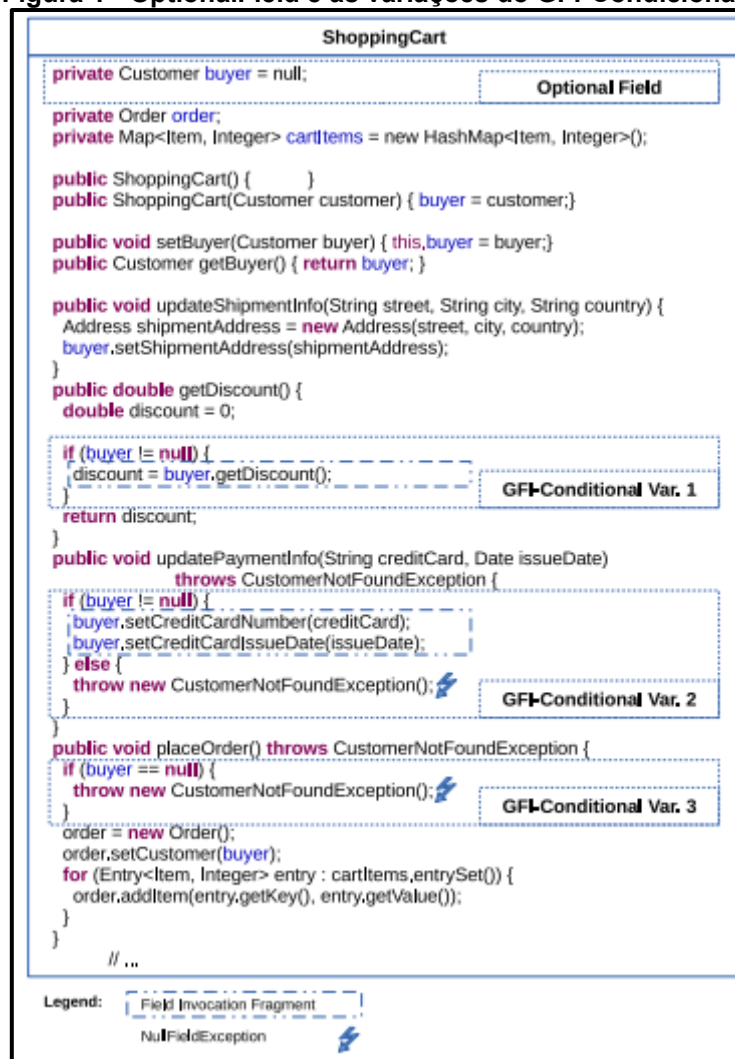 Figura 1 - OptionalField e as variações do GFI-Condiciona
ShoppingCart
private Customer buyer = null;
Optional Field
private Order order;
private Map<Item, Integer> cartItems = new HashMap<Item, Integer>();
public ShoppingCart() { }
public ShoppingCart(Customer customer) { buyer = customer;}
public void setBuyer(Customer buyer) { this.buyer = buyer;}
public Customer getBuyer() { return buyer; }
public void updateShipmentInfo(String street, String city, String country) {
Address shipmentAddress = new Address(street, city, country);
buyer.setShipmentAddress(shipmentAddress);
}
public double getDiscount() {
double discount = 0;
if (buyer != null) {
discount = buyer.getDiscount();
}
GFI-Conditional Var. 1
return discount;
}
public void updatePaymentInfo(String creditCard, Date issueDate)
throws CustomerNotFoundException {
if (buyer != null) {
buyer.setCreditCardNumber(creditCard);
buyer.setCreditCardIssueDate(issueDate);
} else {
throw new CustomerNotFoundException();
}
GFI-Conditional Var. 2
}
public void placeOrder() throws CustomerNotFoundException {
if (buyer == null) {
throw new CustomerNotFoundException();
}
GFI-Conditional Var. 3
order = new Order();
order.setCustomer(buyer);
for (Entry<Item, Integer> entry : cartItems.entrySet()) {
order.addItem(entry.getKey(), entry.getValue());
}
}
// ...
Legend:
Field Invocation Fragment
NullFieldException